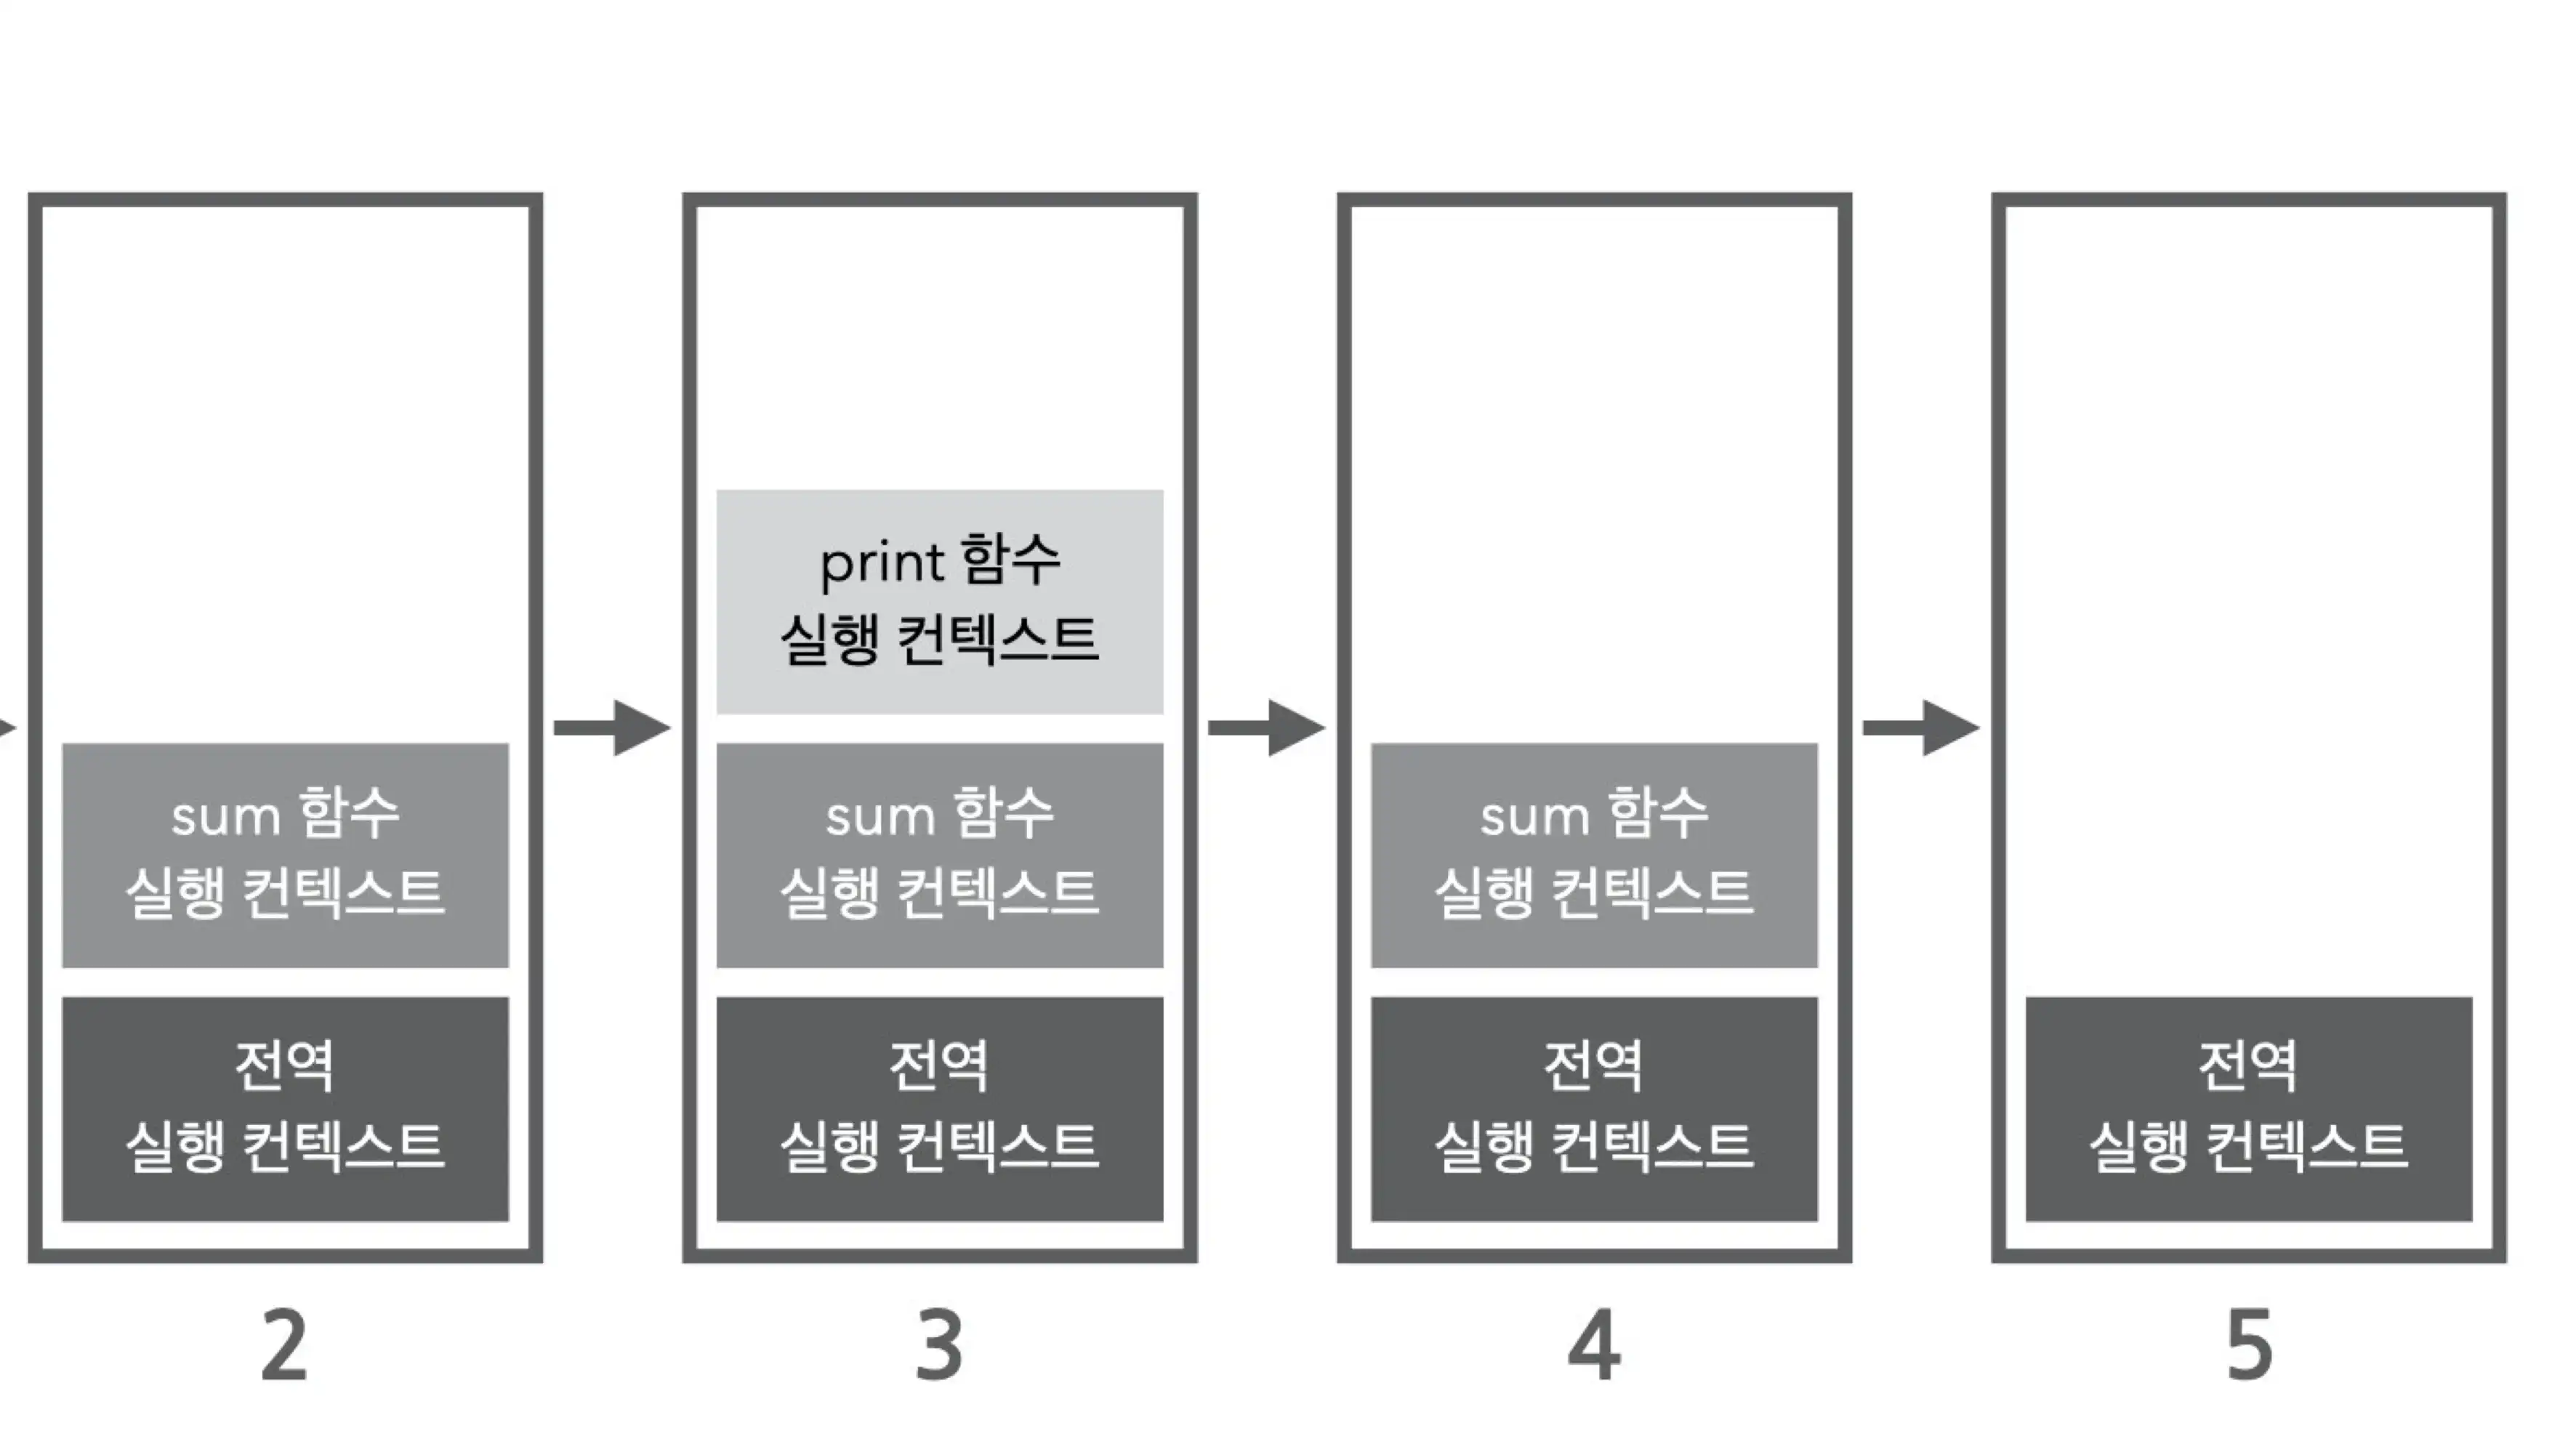 sum 함수
실행 컨텍스트
전역
실행 컨텍스트
2
print 함수
실행 컨텍스트
sum 함수
실행 컨텍스트
전역
실행 컨텍스트
3
sum 함수
실행 컨텍스트
전역
실행 컨텍스트
4
전역
실행 컨텍스트
5